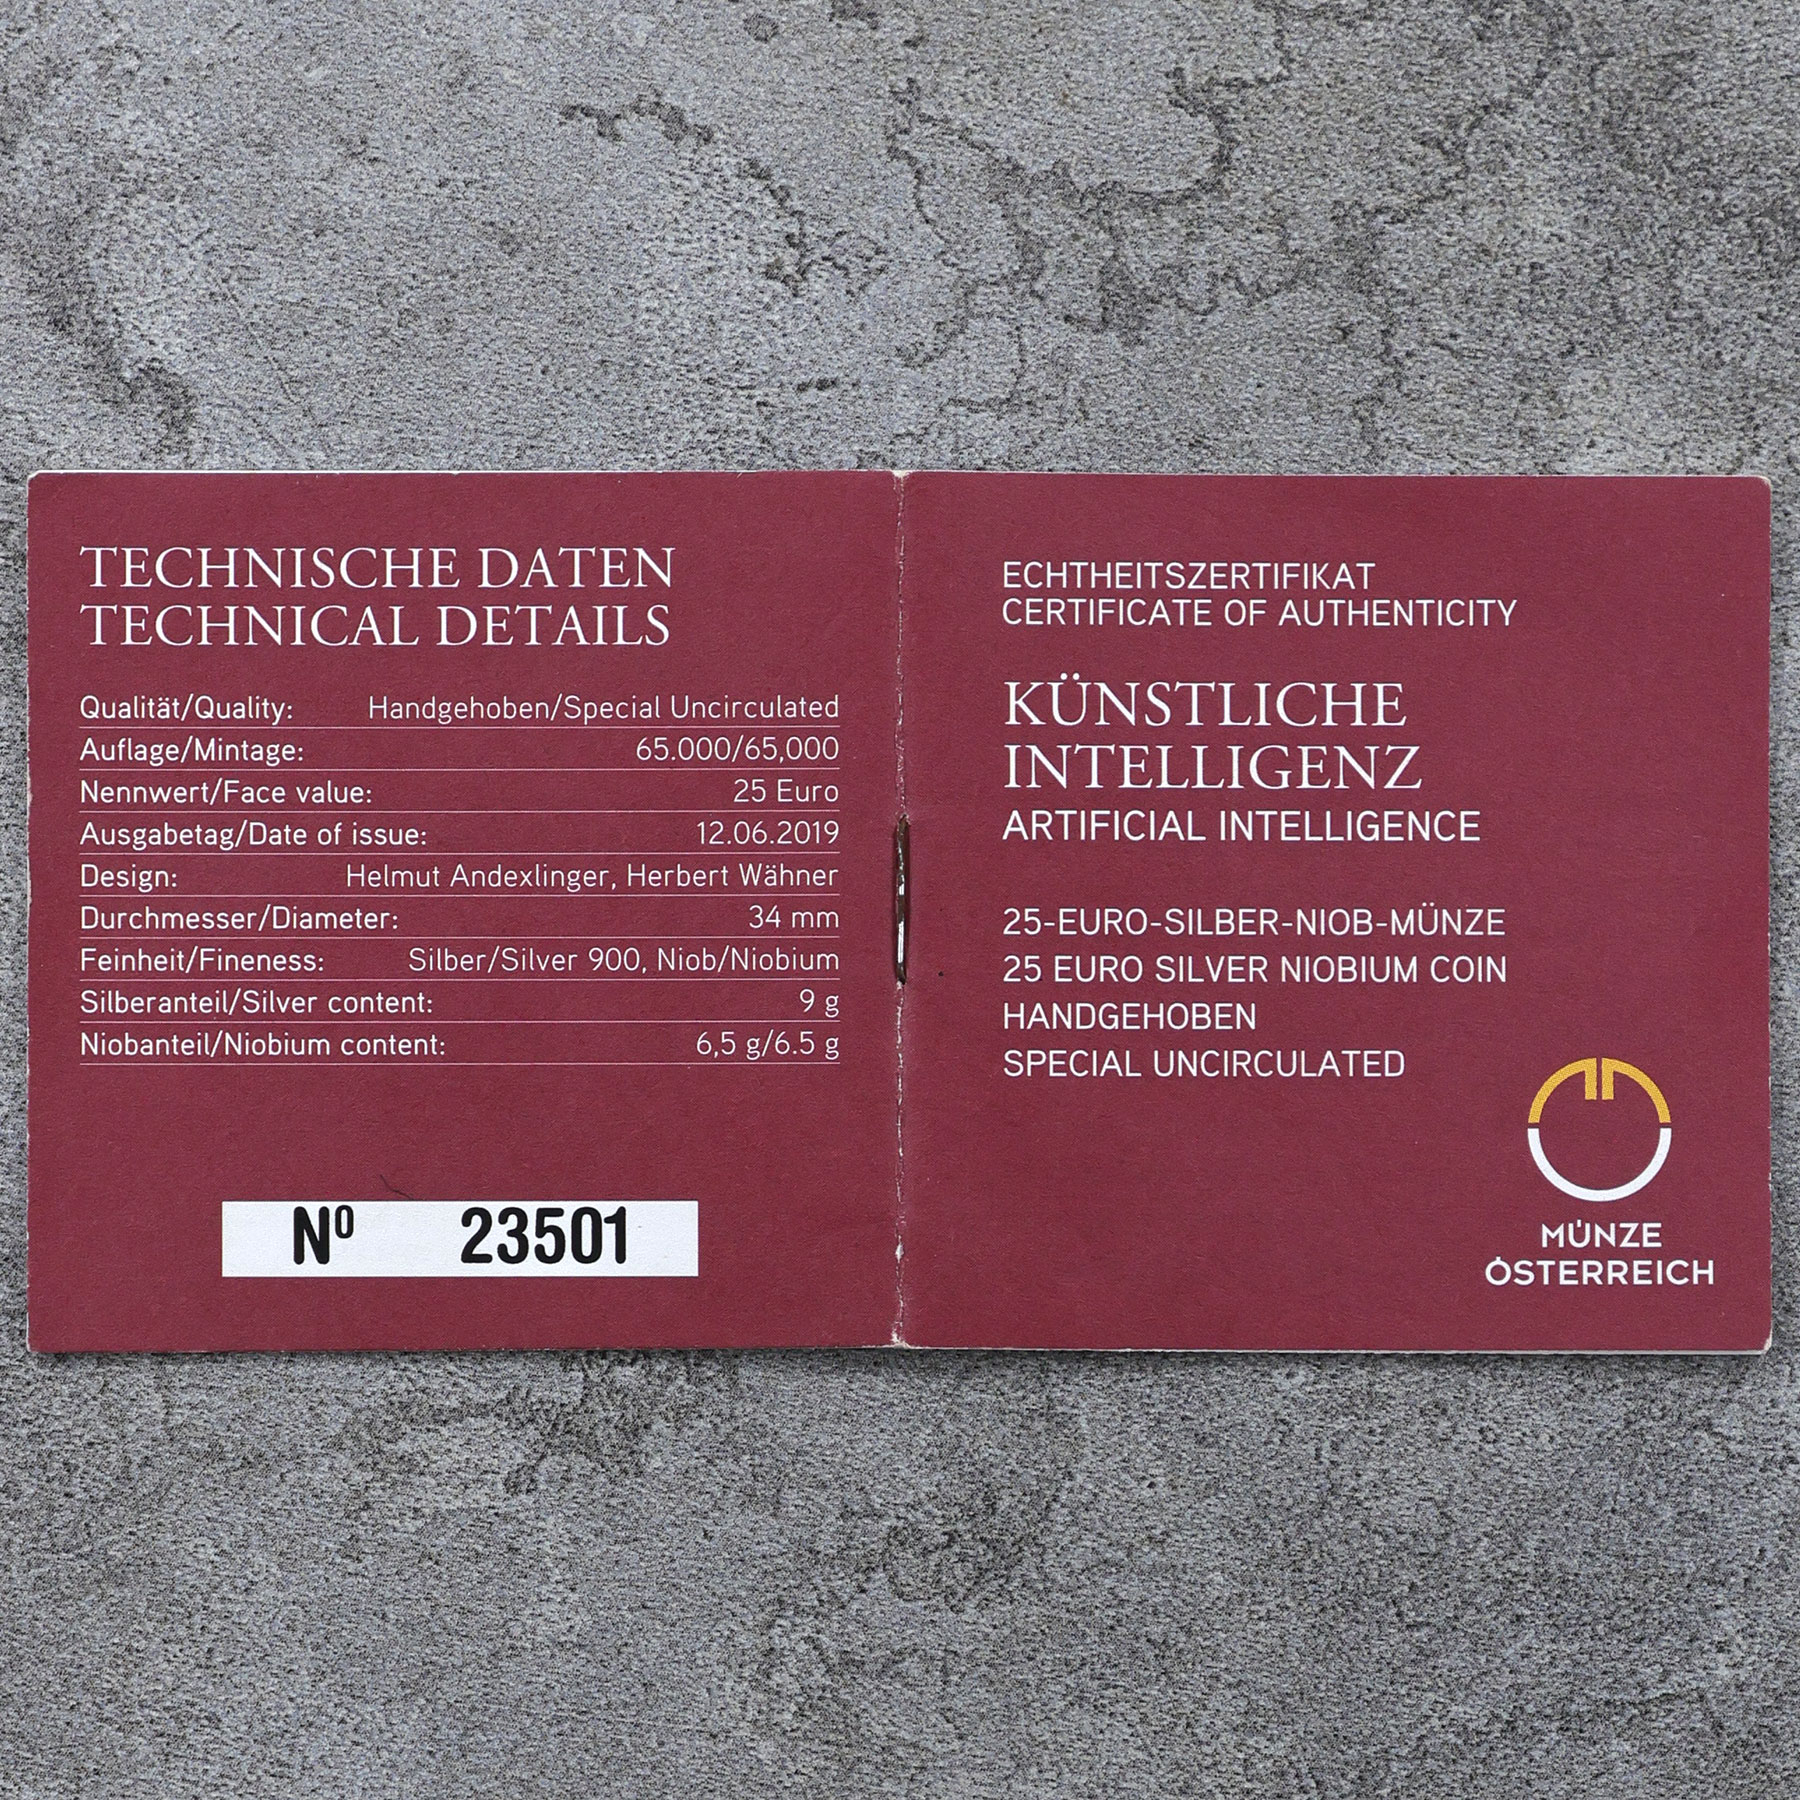 TECHNISCHE DATEN
TECHNICAL DETAILS
Qualität/Quality: Handgehoben/Special Uncirculated
Auflage/Mintage: 65.000/65,000
Nennwert/Face value: 25 Euro
Ausgabetag/Date of issue: 12.06.2019
Design: Helmut Andexlinger, Herbert Wähner
Durchmesser/Diameter: 34 mm
Feinheit/Fineness: Silber/Silver 900, Niob/Niobium
Silberanteil/Silver content: 9 g
Niobanteil/Niobium content: 6,5 g/6.5 g
Nº 23501
ECHTHEITSZERTIFIKAT
CERTIFICATE OF AUTHENTICITY
KÜNSTLICHE
INTELLIGENZ
ARTIFICIAL INTELLIGENCE
25-EURO-SILBER-NIOB-MÜNZE
25 EURO SILVER NIOBIUM COIN
HANDGEHOBEN
SPECIAL UNCIRCULATED
MÜNZE
ÖSTERREICH